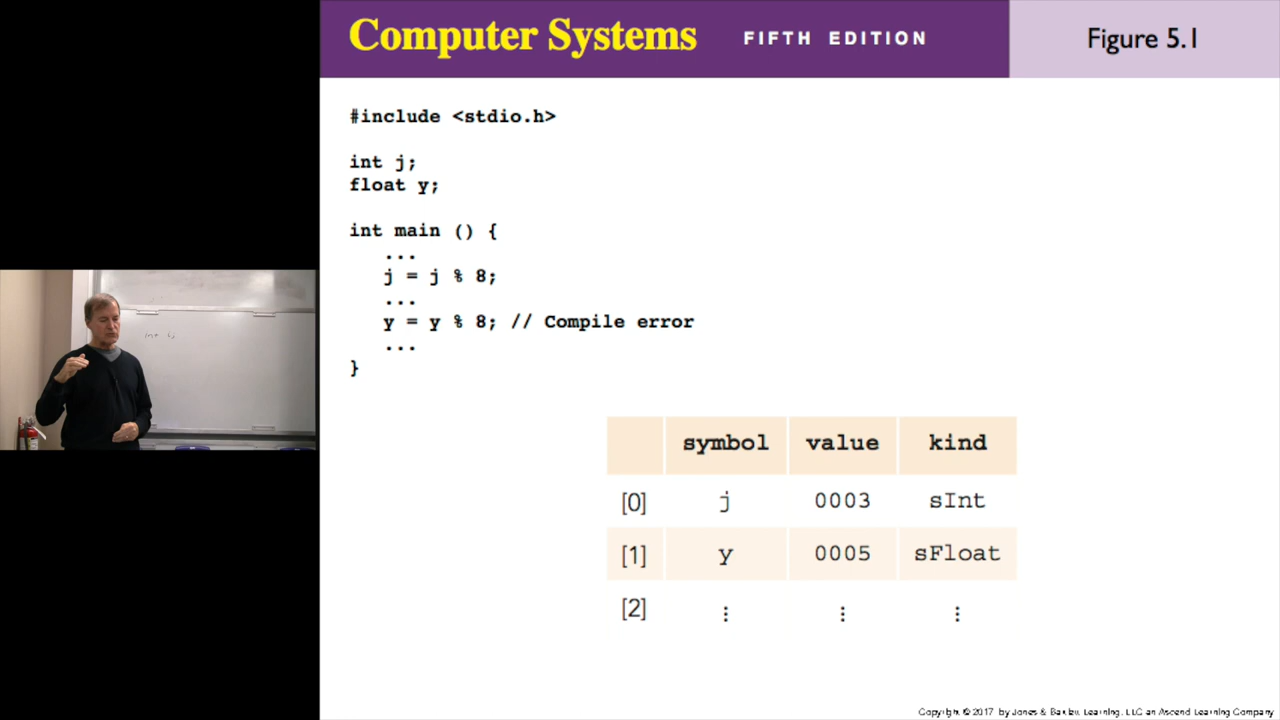 Computer Systems FIFTH EDITION Figure 5.1
#include <stdio.h>
int j;
float y;
int main () {
...
j = j % 8;
...
y = y % 8; // Compile error
...
}
symbol value kind
[0] j 0003 sInt
[1] y 0005 sFloat
[2] ⋮ ⋮ ⋮
int j;
Copyright © 2017 by Jones & Bartlett Learning, LLC an Ascend Learning Company